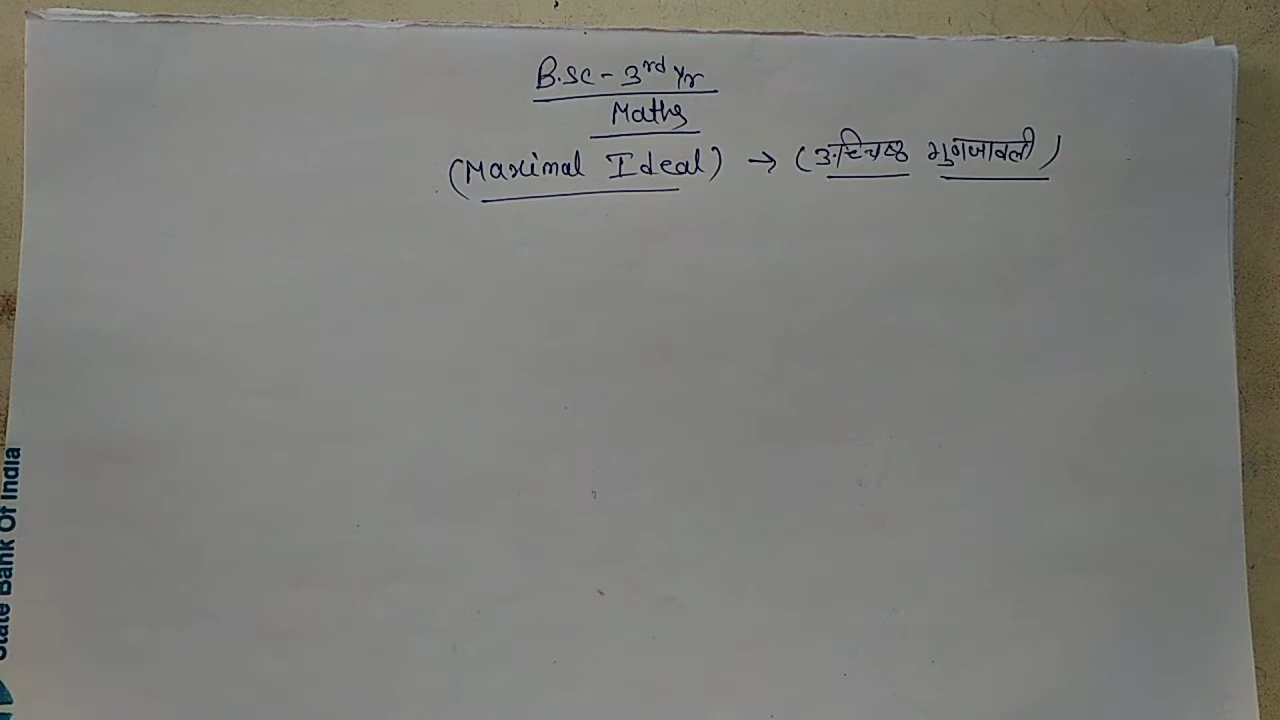 B.sc - 3rd Yr
Maths
(Maximal Ideal) → (उच्चिष्ठ गुणजावली)
State Bank Of India